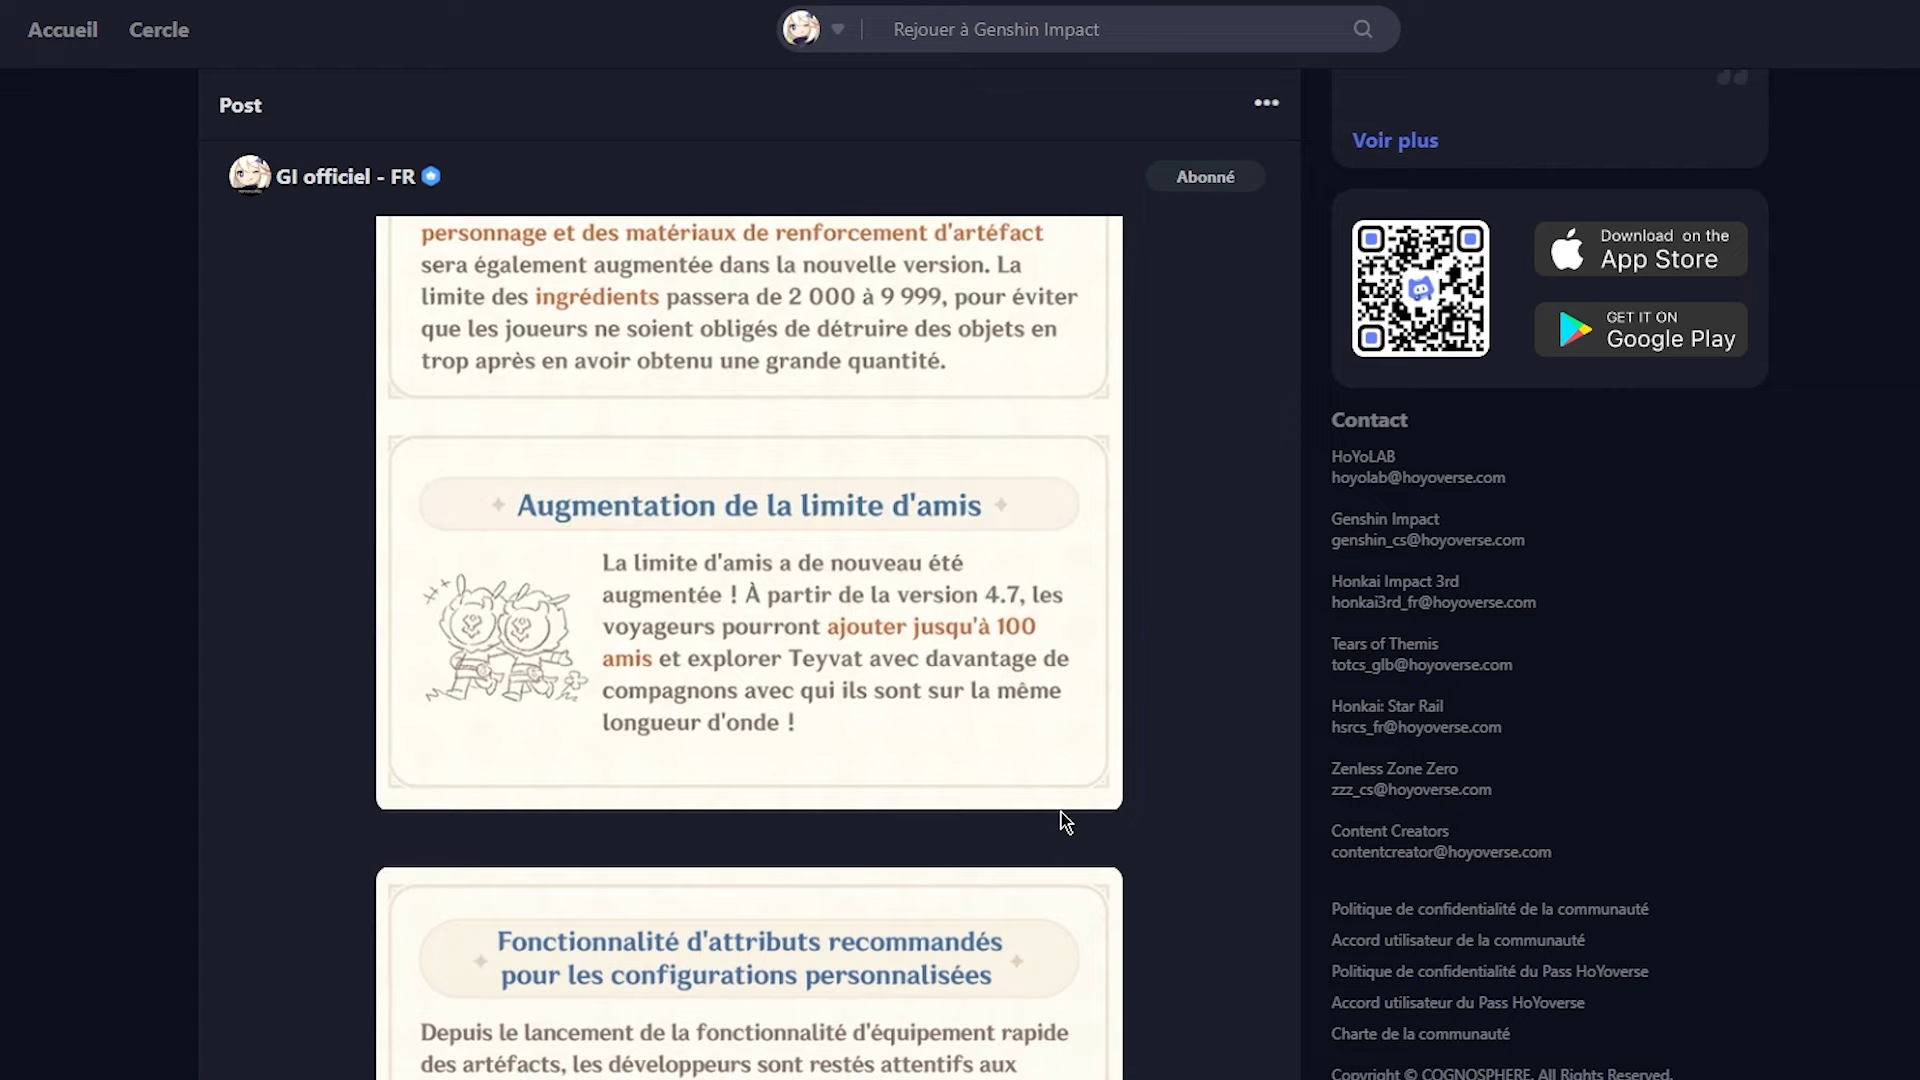 Accueil
Cercle
Rejouer à Genshin Impact
Post
GI officiel - FR
Abonné
personnage et des matériaux de renforcement d'artéfact
sera également augmentée dans la nouvelle version. La
limite des ingrédients passera de 2 000 à 9 999, pour éviter
que les joueurs ne soient obligés de détruire des objets en
trop après en avoir obtenu une grande quantité.
Augmentation de la limite d'amis
La limite d'amis a de nouveau été
augmentée ! À partir de la version 4.7, les
voyageurs pourront ajouter jusqu'à 100
amis et explorer Teyvat avec davantage de
compagnons avec qui ils sont sur la même
longueur d'onde !
Fonctionnalité d'attributs recommandés
pour les configurations personnalisées
Depuis le lancement de la fonctionnalité d'équipement rapide
des artéfacts, les développeurs sont restés attentifs aux
Voir plus
Download on the
App Store
GET IT ON
Google Play
Contact
HoYoLAB
hoyolab@hoyoverse.com
Genshin Impact
genshin_cs@hoyoverse.com
Honkai Impact 3rd
honkai3rd_fr@hoyoverse.com
Tears of Themis
totcs_glb@hoyoverse.com
Honkai: Star Rail
hsrcs_fr@hoyoverse.com
Zenless Zone Zero
zzz_cs@hoyoverse.com
Content Creators
contentcreator@hoyoverse.com
Politique de confidentialité de la communauté
Accord utilisateur de la communauté
Politique de confidentialité du Pass HoYoverse
Accord utilisateur du Pass HoYoverse
Charte de la communauté
Copyright © COGNOSPHERE. All Rights Reserved.